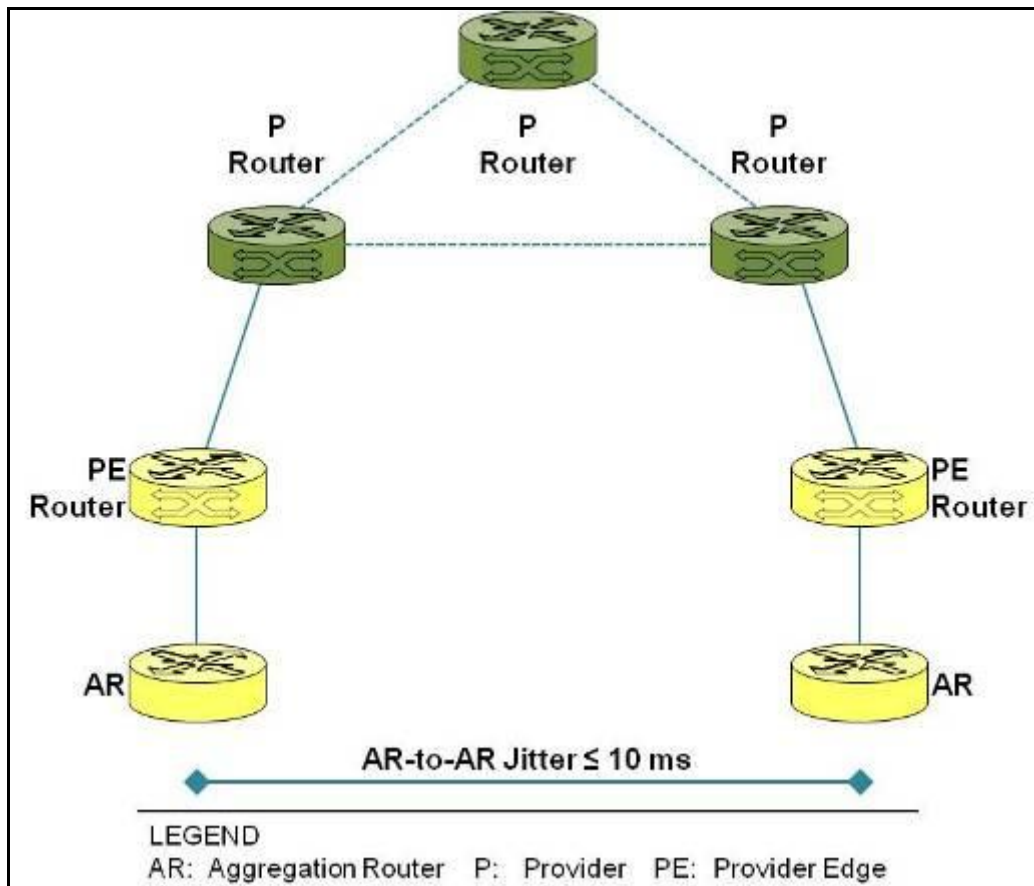 P
Router
P
Router
P
Router
PE
Router
PE
Router
AR
AR
AR-to-AR Jitter ≤ 10 ms
LEGEND
AR: Aggregation Router P: Provider PE: Provider Edge